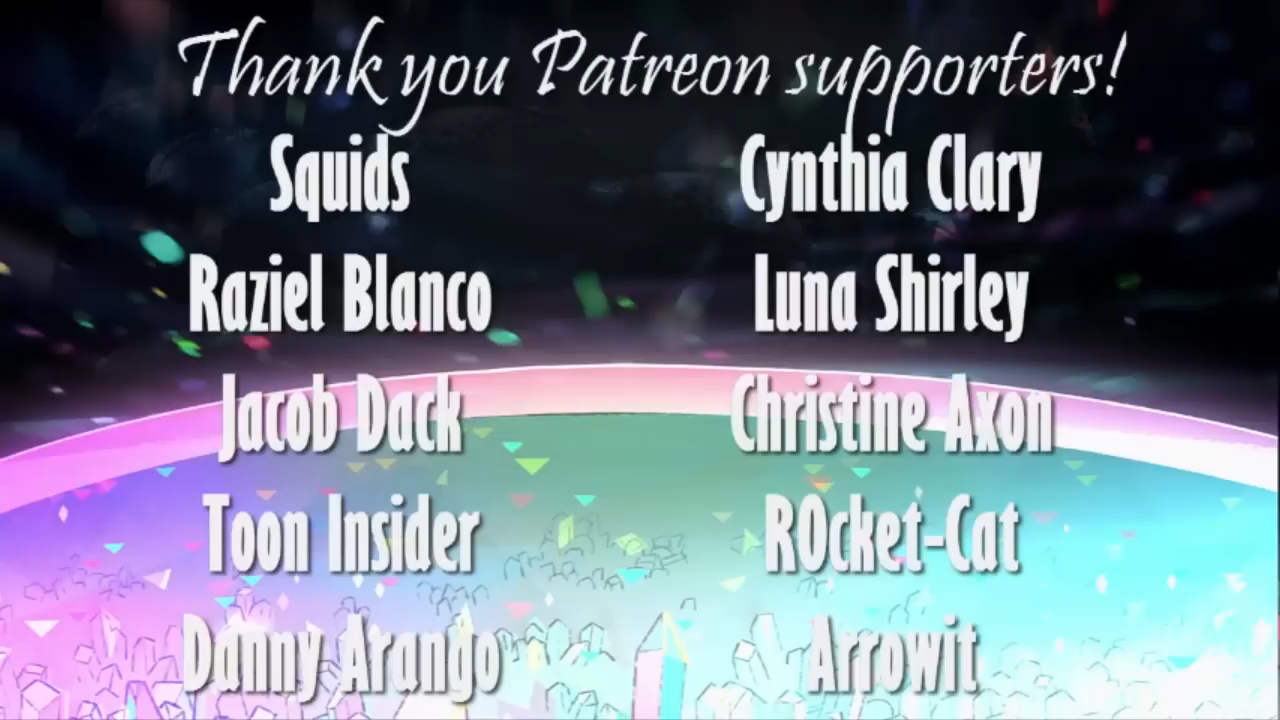 Thank you Patreon supporters!
Squids
Cynthia Clary
Raziel Blanco
Luna Shirley
Jacob Dack
Christine Axon
Toon Insider
R0cket-Cat
Danny Arango
Arrowit